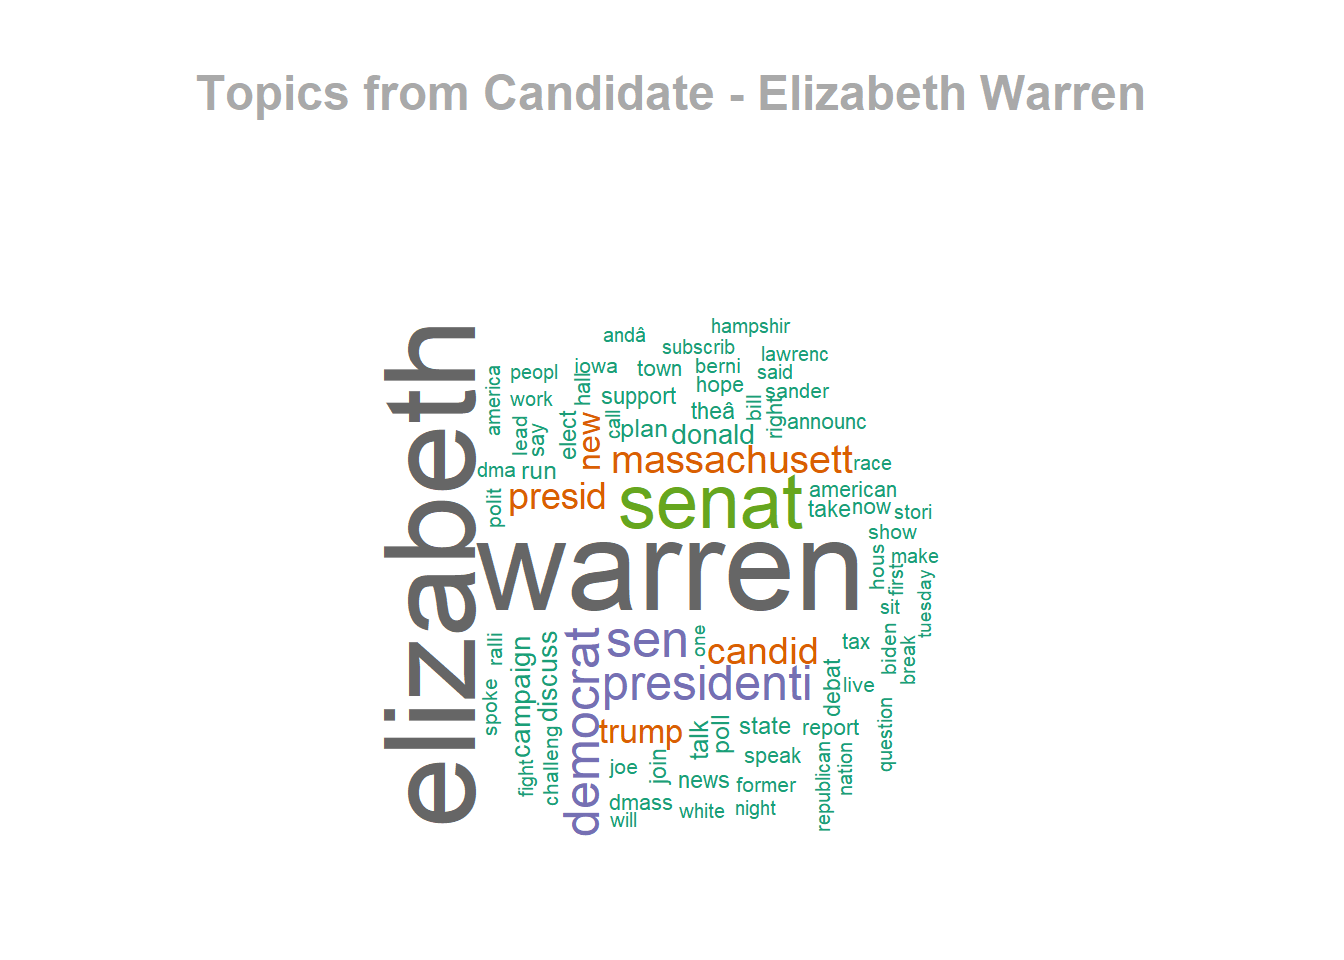 Topics from Candidate - Elizabeth Warren
hampshir
andâ
subscrib
lawrenc
iowa
town
berni
said
peopl
america
hall
hope
sander
work
support
bill
theâ
right
announc
lead
say
elect
new
call
plan
donald
massachusett
race
dma
run
american
polit
presid
senat
take
now
stori
show
elizabeth
warren
hous
make
first
sit
tuesday
ralli
campaign
discuss
democrat
sen
one
candid
tax
biden
break
presidenti
debat
live
spoke
trump
talk
poll
state
report
question
challeng
fight
joe
join
speak
republican
nation
news
former
dmass
white
night
will